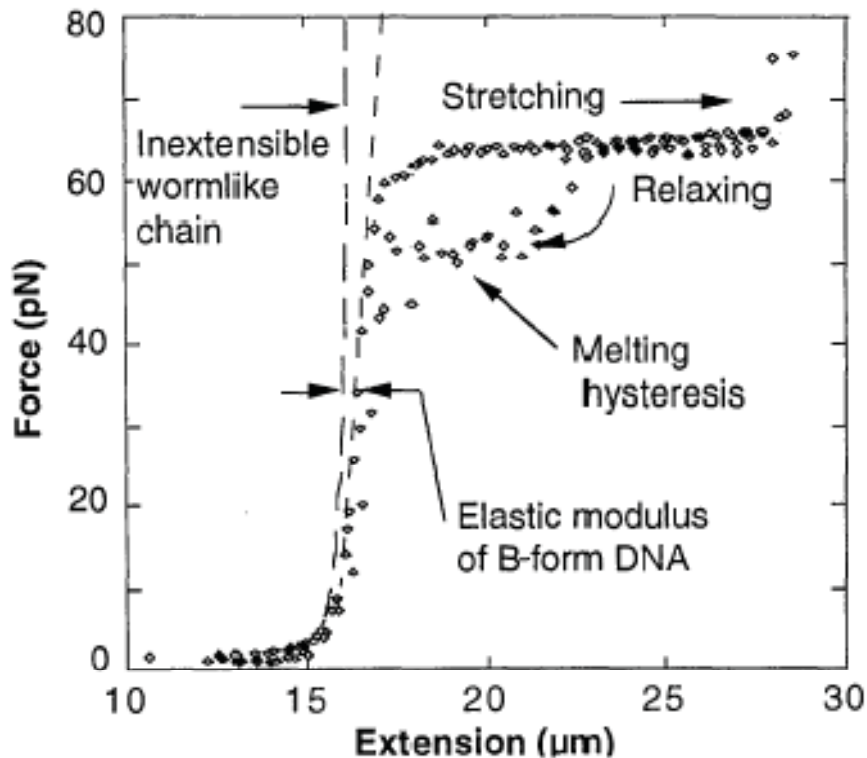 80
60
40
20
0
Force (pN)
Stretching
Inextensible
wormlike
chain
Relaxing
Melting
hysteresis
Elastic modulus
of B-form DNA
10
15
20
25
30
Extension (μm)